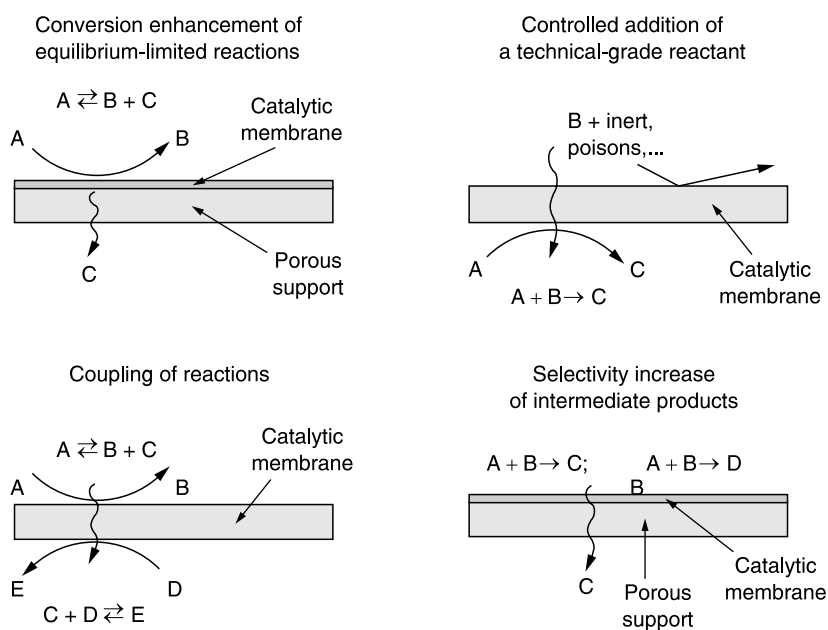 Conversion enhancement of
equilibrium-limited reactions
A ⇄ B + C
A
B
Catalytic
membrane
C
Porous
support
Controlled addition of
a technical-grade reactant
B + inert,
poisons,...
A
C
A + B → C
Catalytic
membrane
Coupling of reactions
A ⇄ B + C
A
B
Catalytic
membrane
E
D
C + D ⇄ E
Selectivity increase
of intermediate products
A + B → C; A + B → D
B
C
Porous
support
Catalytic
membrane